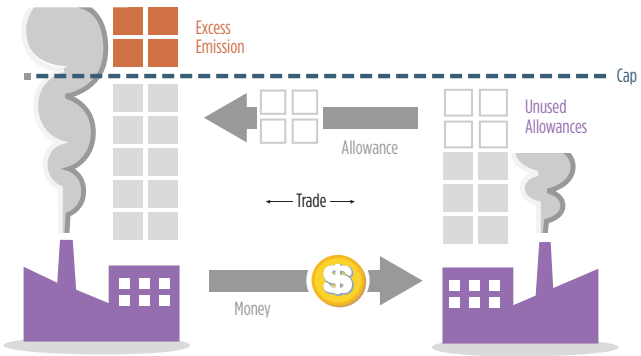 Excess
Emission
Cap
Unused
Allowances
Allowance
Trade
$
Money